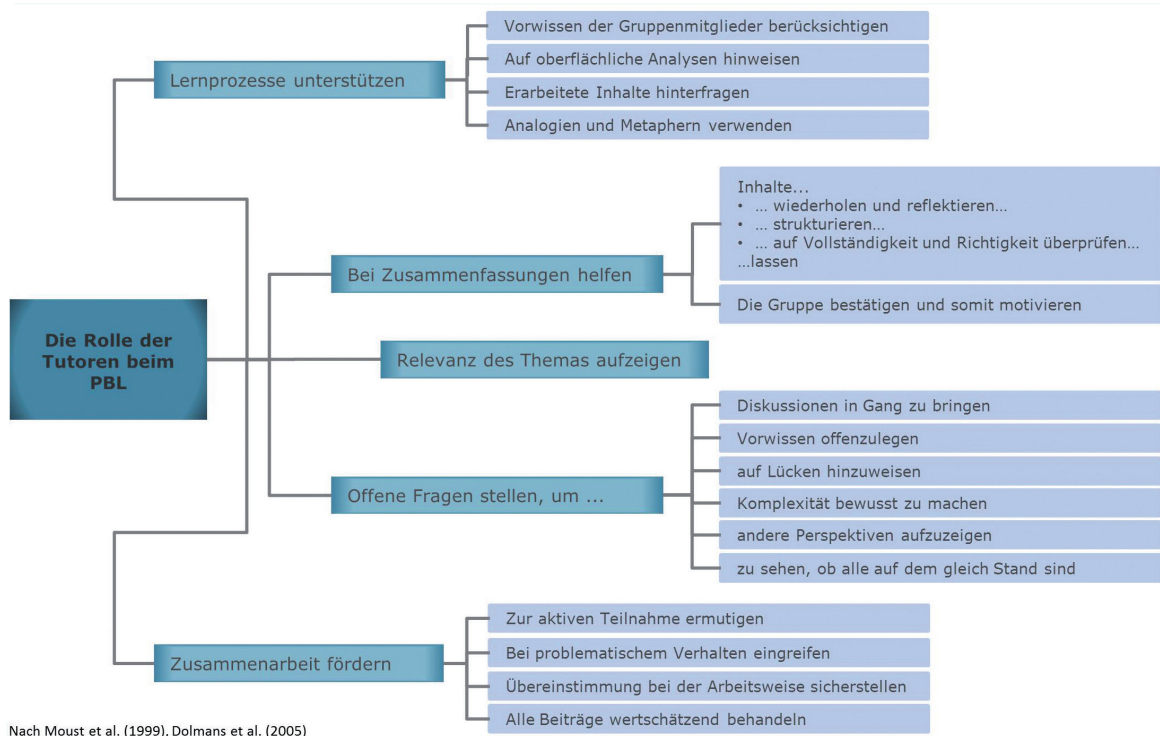 Vorwissen der Gruppenmitglieder berücksichtigen
Auf oberflächliche Analysen hinweisen
Lernprozesse unterstützen
Erarbeitete Inhalte hinterfragen
Analogien und Metaphern verwenden
Inhalte...
• ... wiederholen und reflektieren...
• ... strukturieren...
• ... auf Vollständigkeit und Richtigkeit überprüfen...
...lassen
Bei Zusammenfassungen helfen
Die Gruppe bestätigen und somit motivieren
Die Rolle der
Tutoren beim
PBL
Relevanz des Themas aufzeigen
Diskussionen in Gang zu bringen
Vorwissen offenzulegen
auf Lücken hinzuweisen
Offene Fragen stellen, um ...
Komplexität bewusst zu machen
andere Perspektiven aufzuzeigen
zu sehen, ob alle auf dem gleich Stand sind
Zur aktiven Teilnahme ermutigen
Bei problematischem Verhalten eingreifen
Zusammenarbeit fördern
Übereinstimmung bei der Arbeitsweise sicherstellen
Alle Beiträge wertschätzend behandeln
Nach Moust et al. (1999), Dolmans et al. (2005)